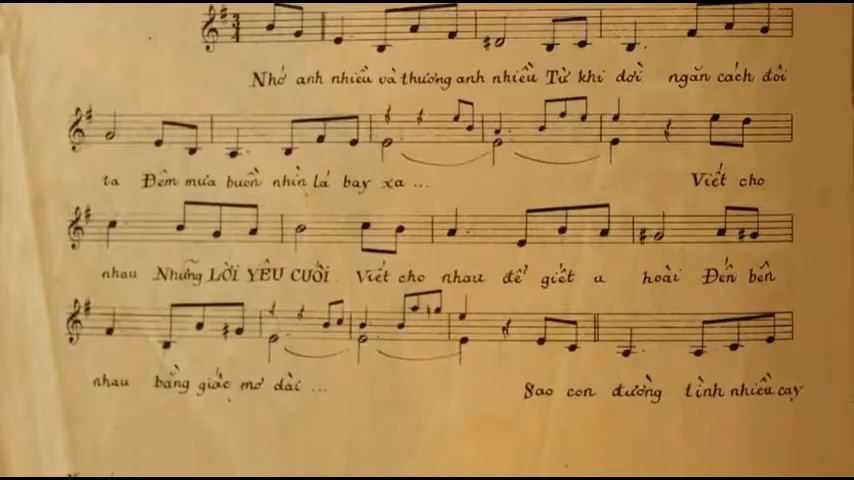 Nhớ anh nhiều và thương anh nhiều Từ khi dời ngăn cách đôi
ta Đêm mưa buồn nhìn lá bay xa ... Viết cho
nhau Những LỜI YÊU CUỐI Viết cho nhau để giết u hoài Đến bên
nhau bằng giấc mơ dài ... Sao con đường tình nhiều cay